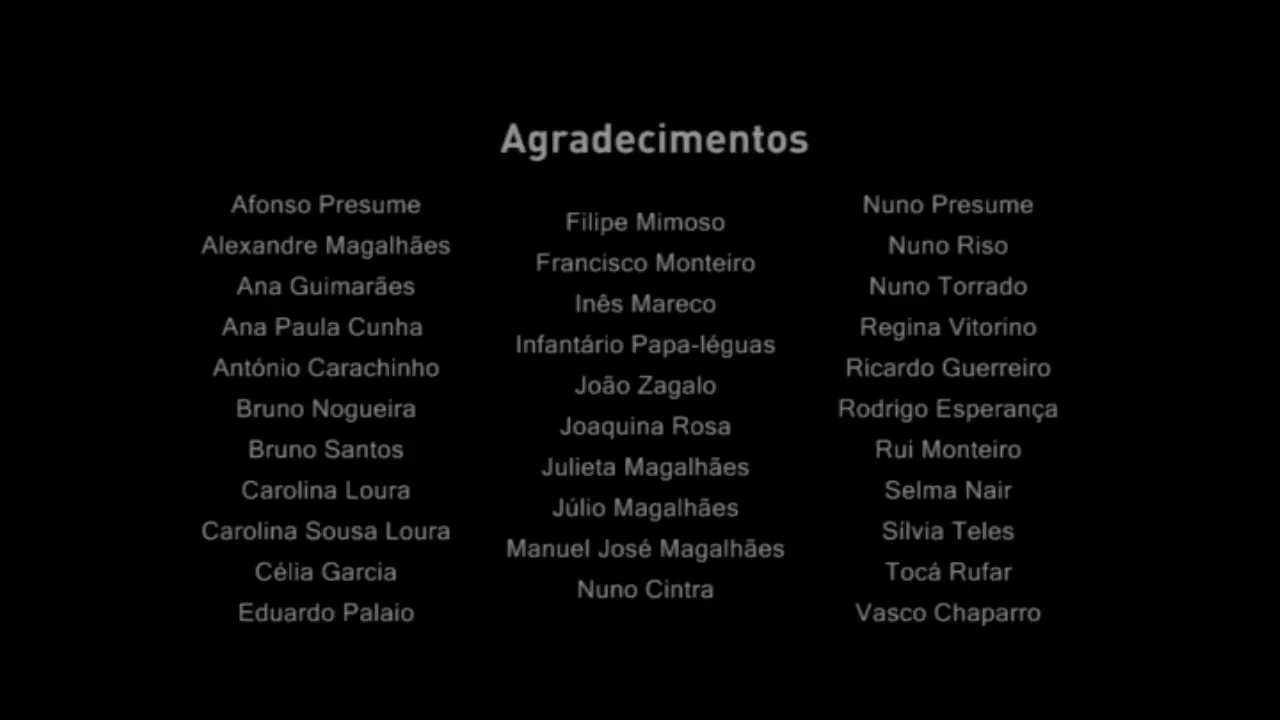 Agradecimentos
Afonso Presume
Alexandre Magalhães
Ana Guimarães
Ana Paula Cunha
António Carachinho
Bruno Nogueira
Bruno Santos
Carolina Loura
Carolina Sousa Loura
Célia Garcia
Eduardo Palaio
Filipe Mimoso
Francisco Monteiro
Inês Mareco
Infantário Papa-léguas
João Zagalo
Joaquina Rosa
Julieta Magalhães
Júlio Magalhães
Manuel José Magalhães
Nuno Cintra
Nuno Presume
Nuno Riso
Nuno Torrado
Regina Vitorino
Ricardo Guerreiro
Rodrigo Esperança
Rui Monteiro
Selma Nair
Sílvia Teles
Tocá Rufar
Vasco Chaparro